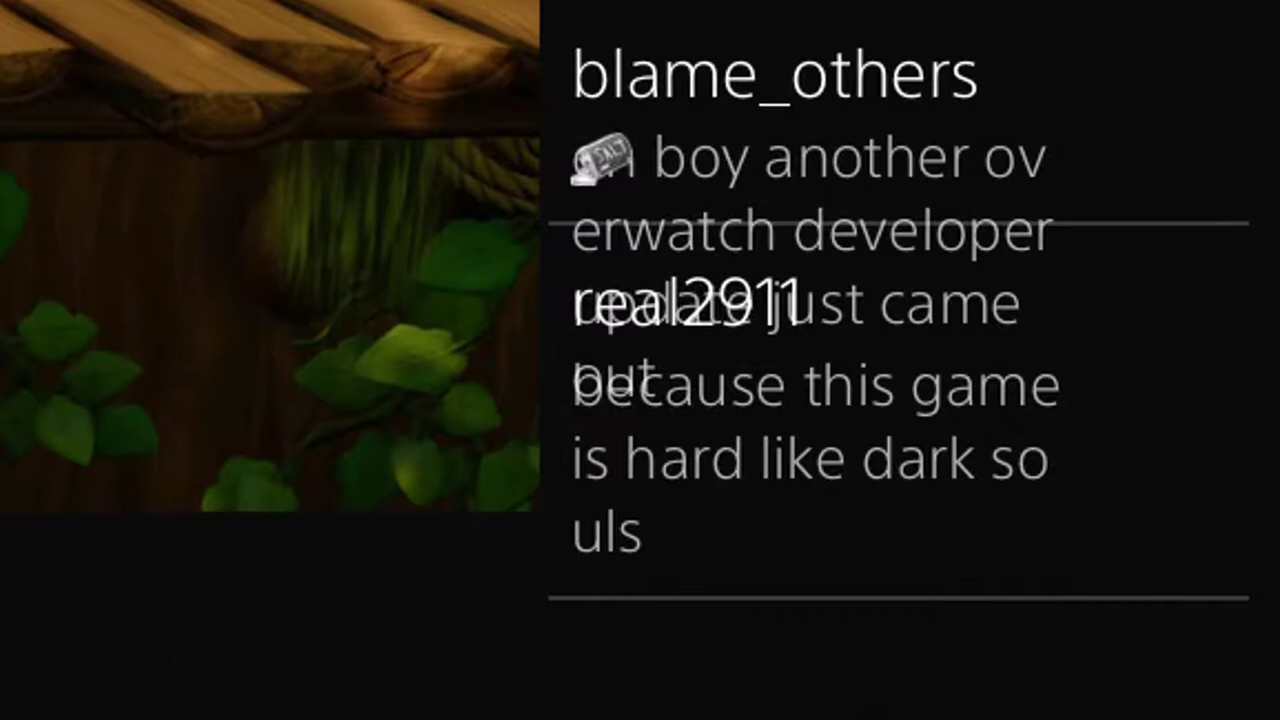 blame_others
boy another ov
erwatch developer
update just came
out
real2911
because this game
is hard like dark so
uls